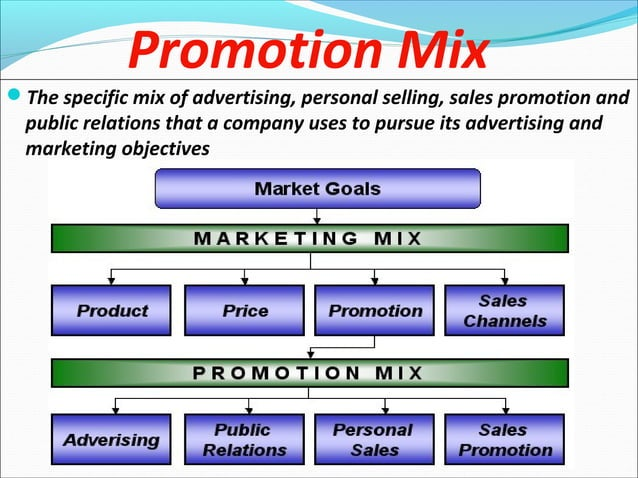 Promotion Mix
The specific mix of advertising, personal selling, sales promotion and
public relations that a company uses to pursue its advertising and
marketing objectives
Market Goals
MARKETING MIX
Product
Price
Promotion
Sales
Channels
PROMOTION MIX
Adverising
Public
Relations
Personal
Sales
Sales
Promotion